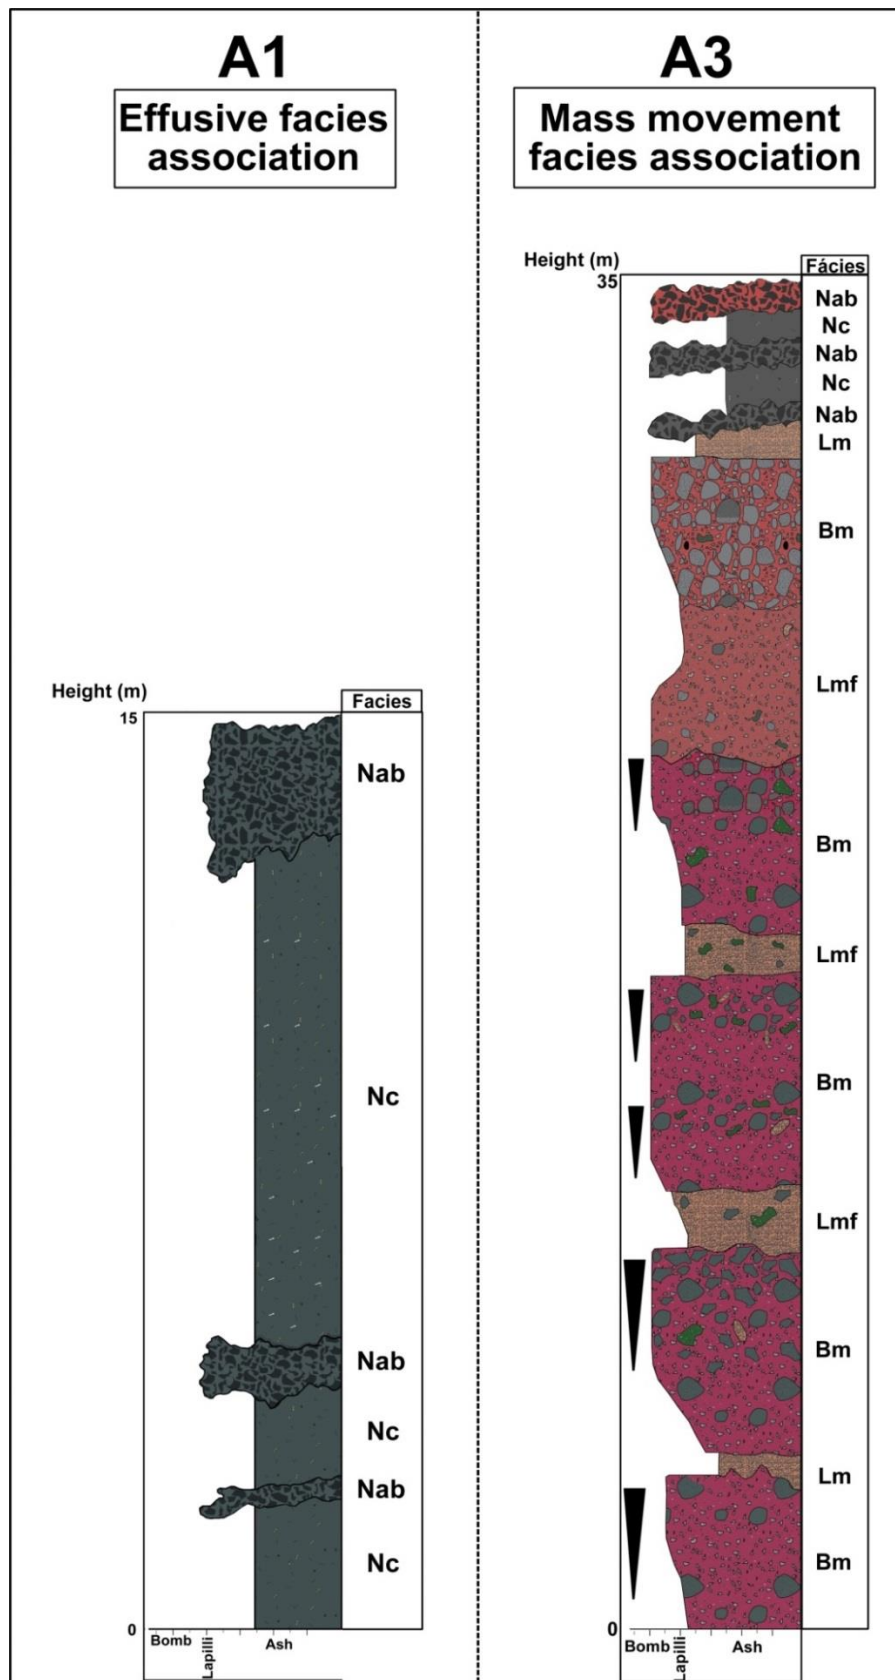 A1
Effusive facies
association
Height (m)
15
Facies
Nab
Nc
Nab
Nc
Nab
Nc
0
Bomb
Lapilli
Ash
A3
Mass movement
facies association
Height (m)
35
Fácies
Nab
Nc
Nab
Nc
Nab
Lm
Bm
Lmf
Bm
Lmf
Bm
Lmf
Bm
Lm
Bm
0
Bomb
Lapilli
Ash